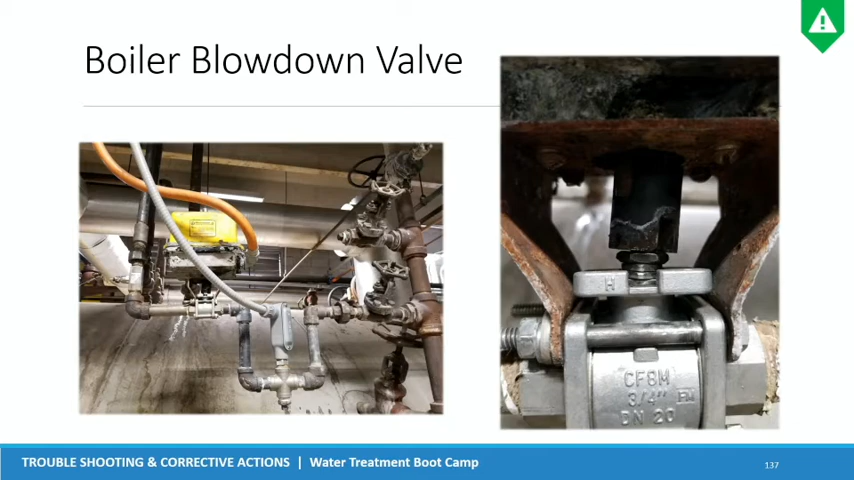 Boiler Blowdown Valve
H
CF8M
3/4"
DN 20
TROUBLE SHOOTING & CORRECTIVE ACTIONS | Water Treatment Boot Camp
137